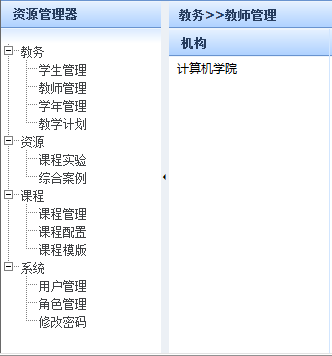 资源管理器
教务
学生管理
教师管理
学年管理
教学计划
资源
课程实验
综合案例
课程
课程管理
课程配置
课程模版
系统
用户管理
角色管理
修改密码
教务>>教师管理
机构
计算机学院